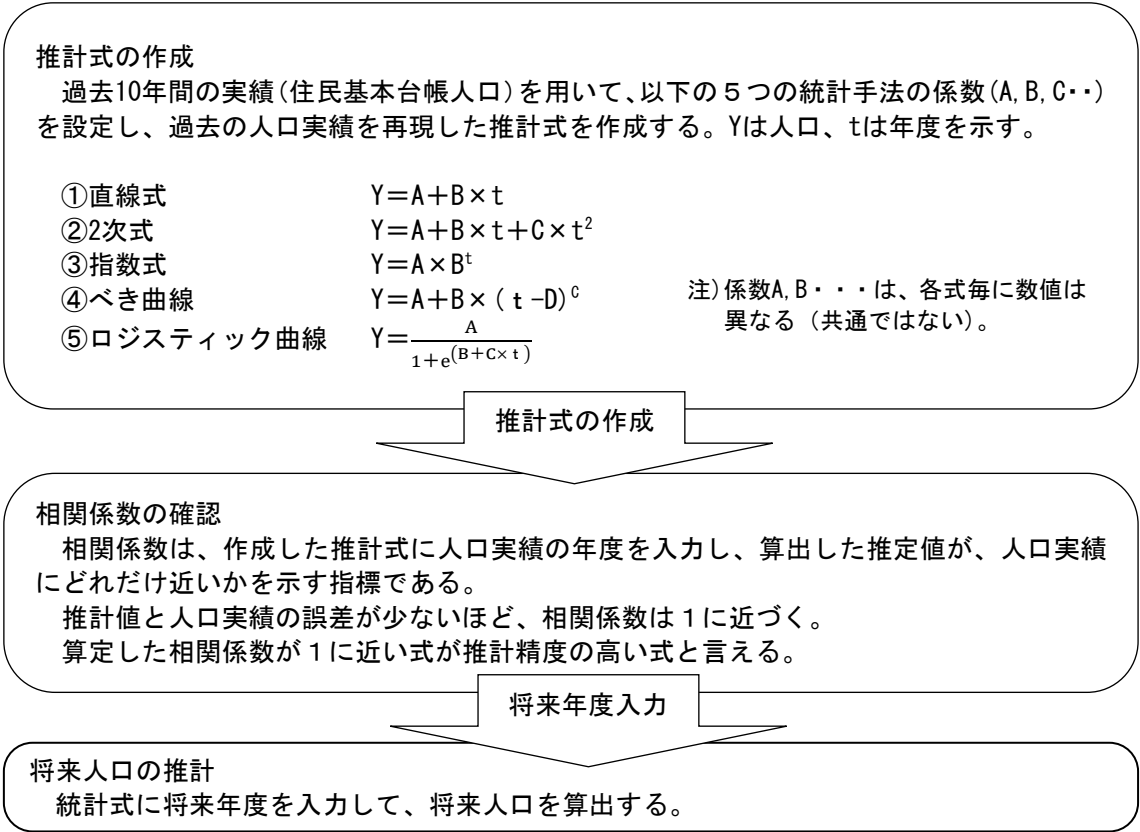 推計式の作成
過去10年間の実績(住民基本台帳人口)を用いて、以下の５つの統計手法の係数(A,B,C・・)
を設定し、過去の人口実績を再現した推計式を作成する。Yは人口、tは年度を示す。
①直線式 Y＝A＋B×t
②2次式 Y＝A＋B×t＋C×t²
③指数式 Y＝A×Bᵗ
④べき曲線 Y＝A＋B×(t-D)ᶜ
⑤ロジスティック曲線 Y＝A/(1＋e^(B+C×t))
注)係数A,B・・・は、各式毎に数値は
異なる（共通ではない）。
推計式の作成
相関係数の確認
相関係数は、作成した推計式に人口実績の年度を入力し、算出した推定値が、人口実績
にどれだけ近いかを示す指標である。
推計値と人口実績の誤差が少ないほど、相関係数は１に近づく。
算定した相関係数が１に近い式が推計精度の高い式と言える。
将来年度入力
将来人口の推計
統計式に将来年度を入力して、将来人口を算出する。